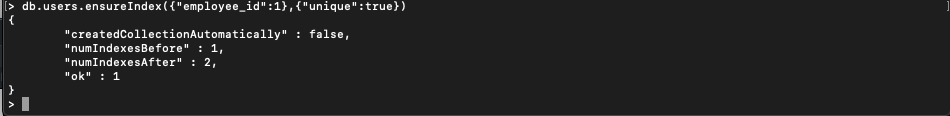 [> db.users.ensureIndex({"employee_id":1},{"unique":true})
{
"createdCollectionAutomatically" : false,
"numIndexesBefore" : 1,
"numIndexesAfter" : 2,
"ok" : 1
}
>